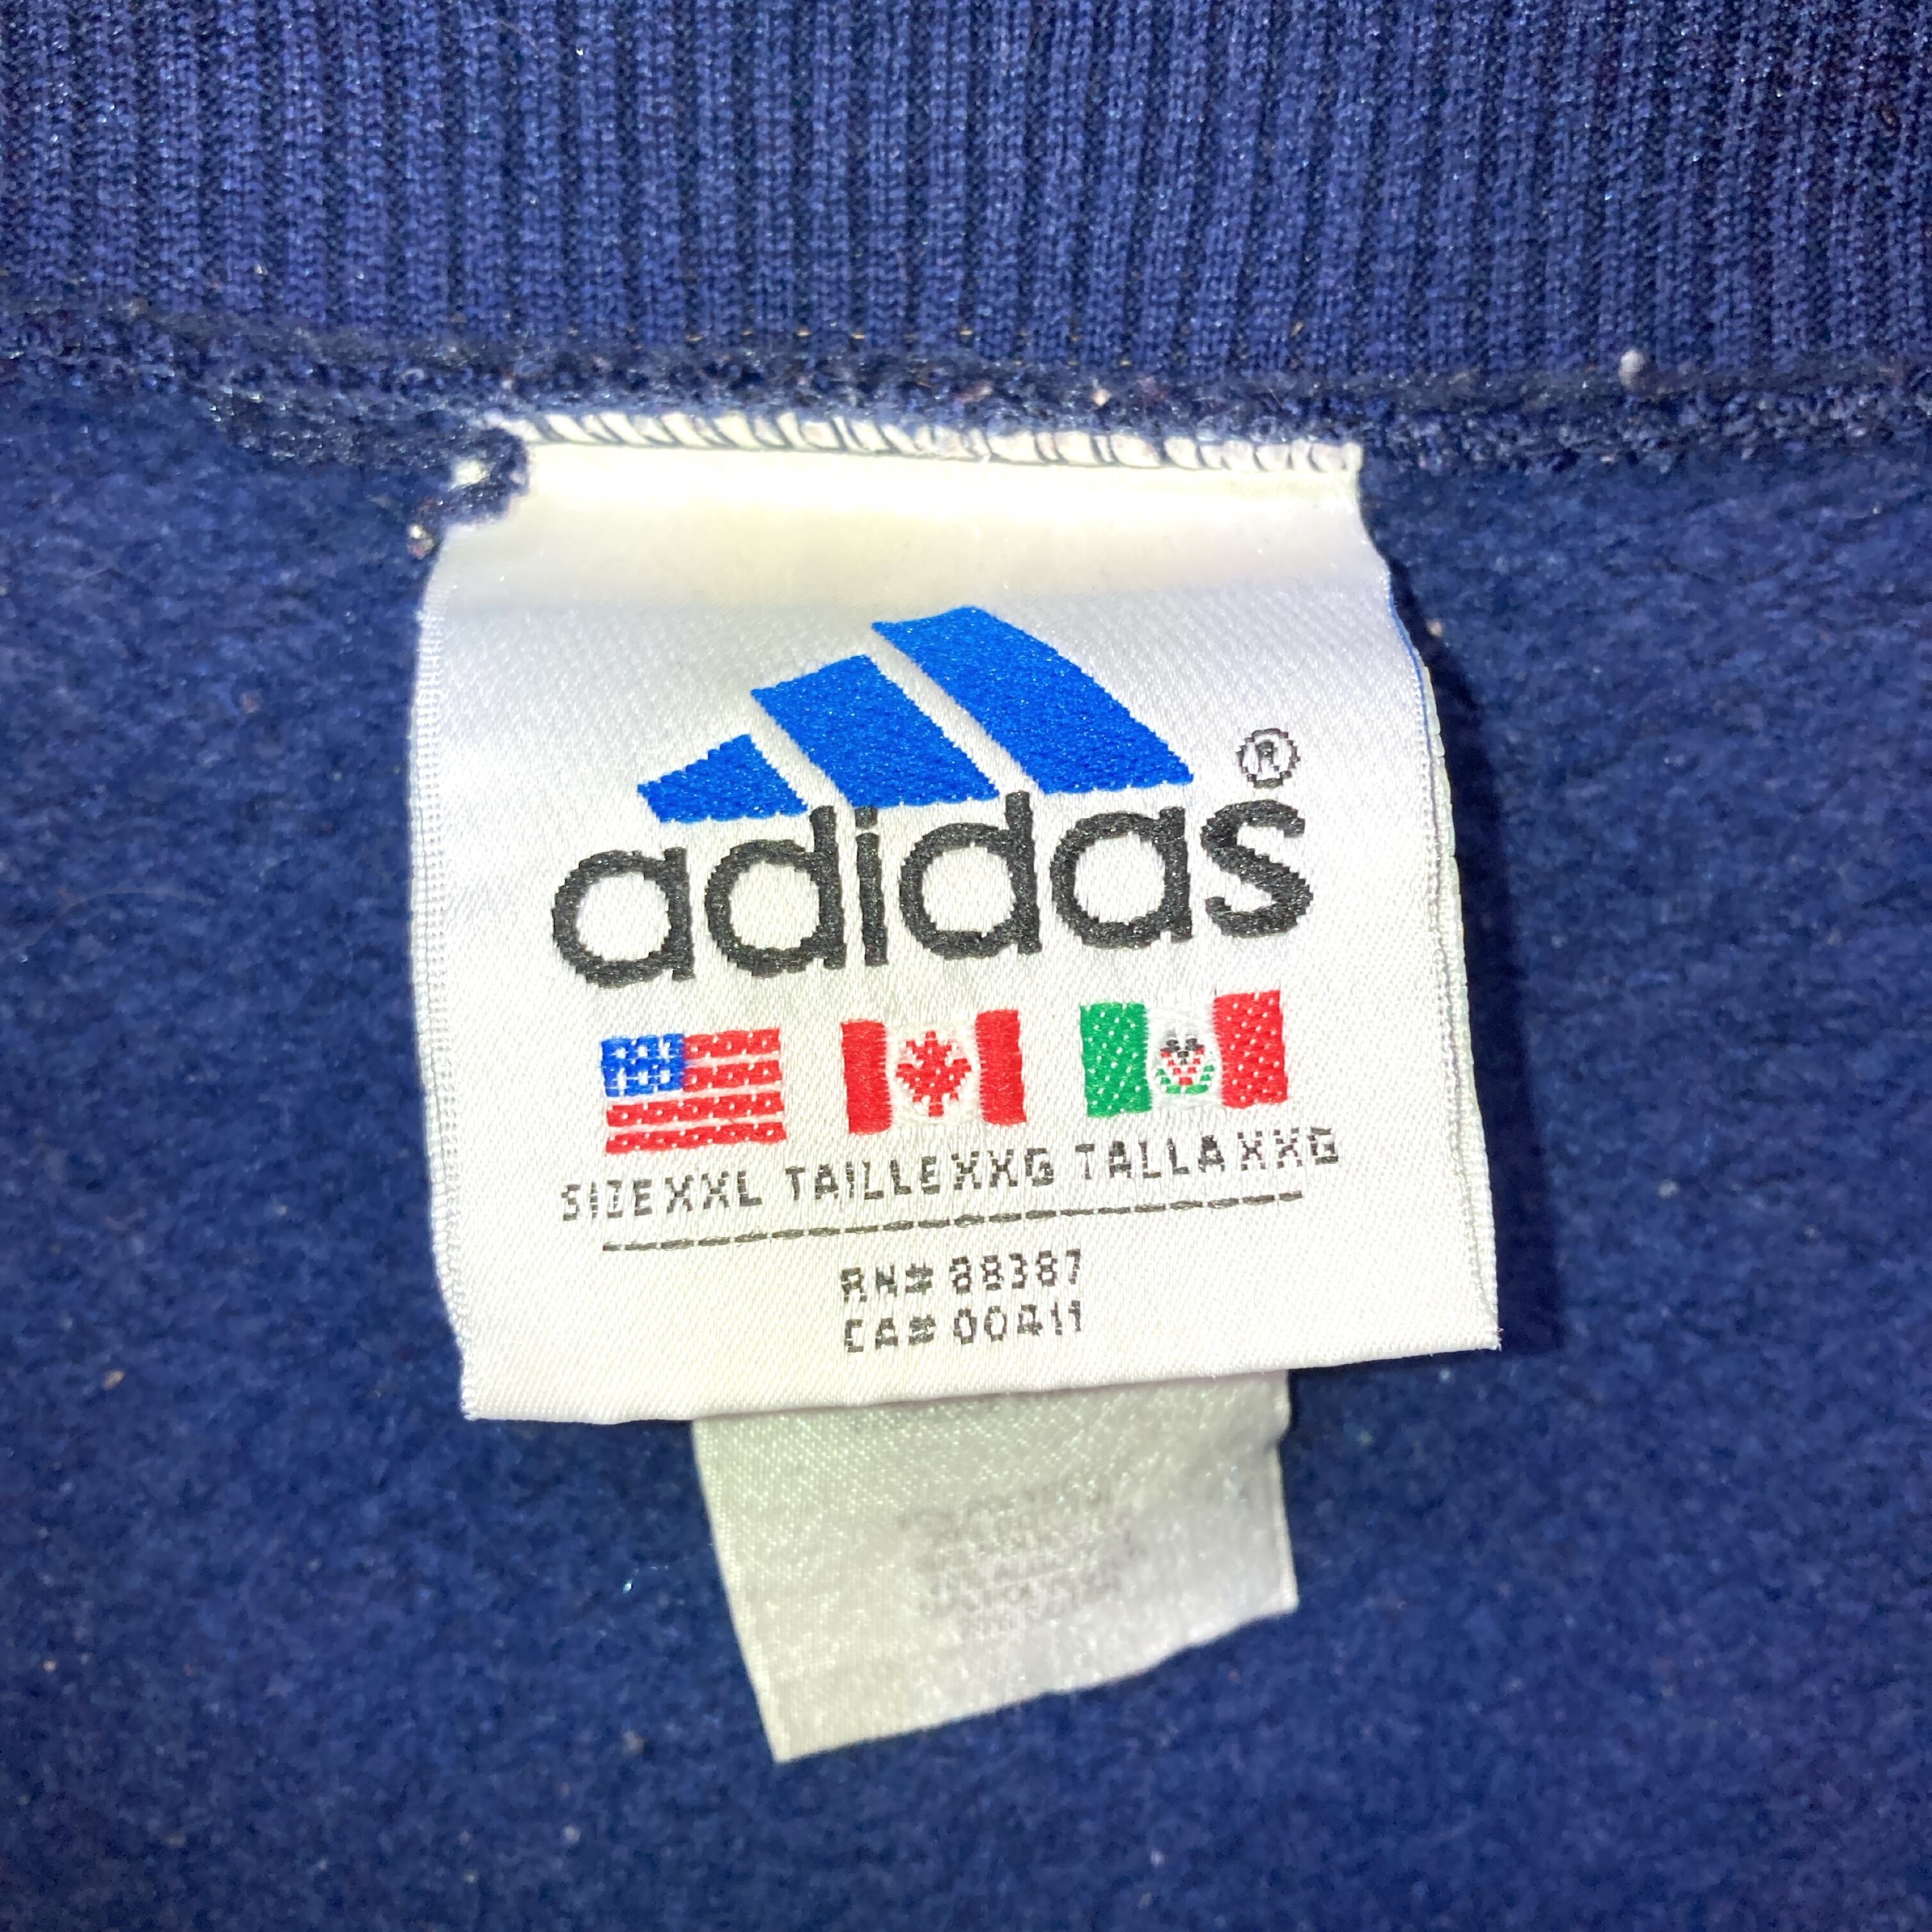 adidas®
SIZE XXL TAILLE XXG TALLA XXG
RN# 88387
CA# 00411